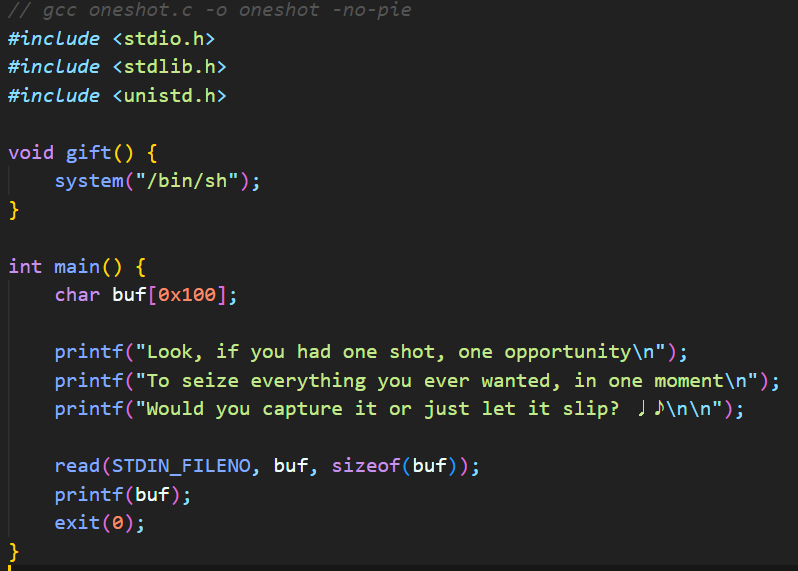 // gcc oneshot.c -o oneshot -no-pie
#include <stdio.h>
#include <stdlib.h>
#include <unistd.h>

void gift() {
    system("/bin/sh");
}

int main() {
    char buf[0x100];

    printf("Look, if you had one shot, one opportunity\n");
    printf("To seize everything you ever wanted, in one moment\n");
    printf("Would you capture it or just let it slip? ♩♪\n\n");

    read(STDIN_FILENO, buf, sizeof(buf));
    printf(buf);
    exit(0);
}